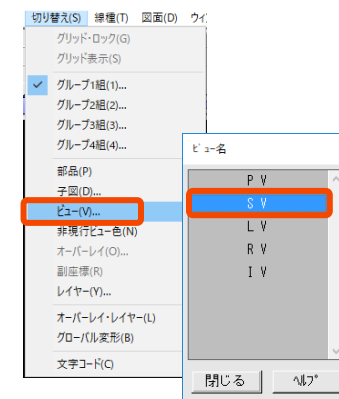 切り替え(S) 線種(T) 図面(D) ウィ
グリッド・ロック(G)
グリッド表示(S)
グループ1組(1)...
グループ2組(2)...
グループ3組(3)...
グループ4組(4)...
部品(P)
子図(D)...
ビュー(V)...
非現行ビュー色(N)
オーバーレイ(O)...
副座標(R)
レイヤー(Y)...
オーバーレイ・レイヤー(L)
グローバル変形(B)
文字コード(C)
ビュー名
P V
S V
L V
R V
I V
閉じる ヘルプ